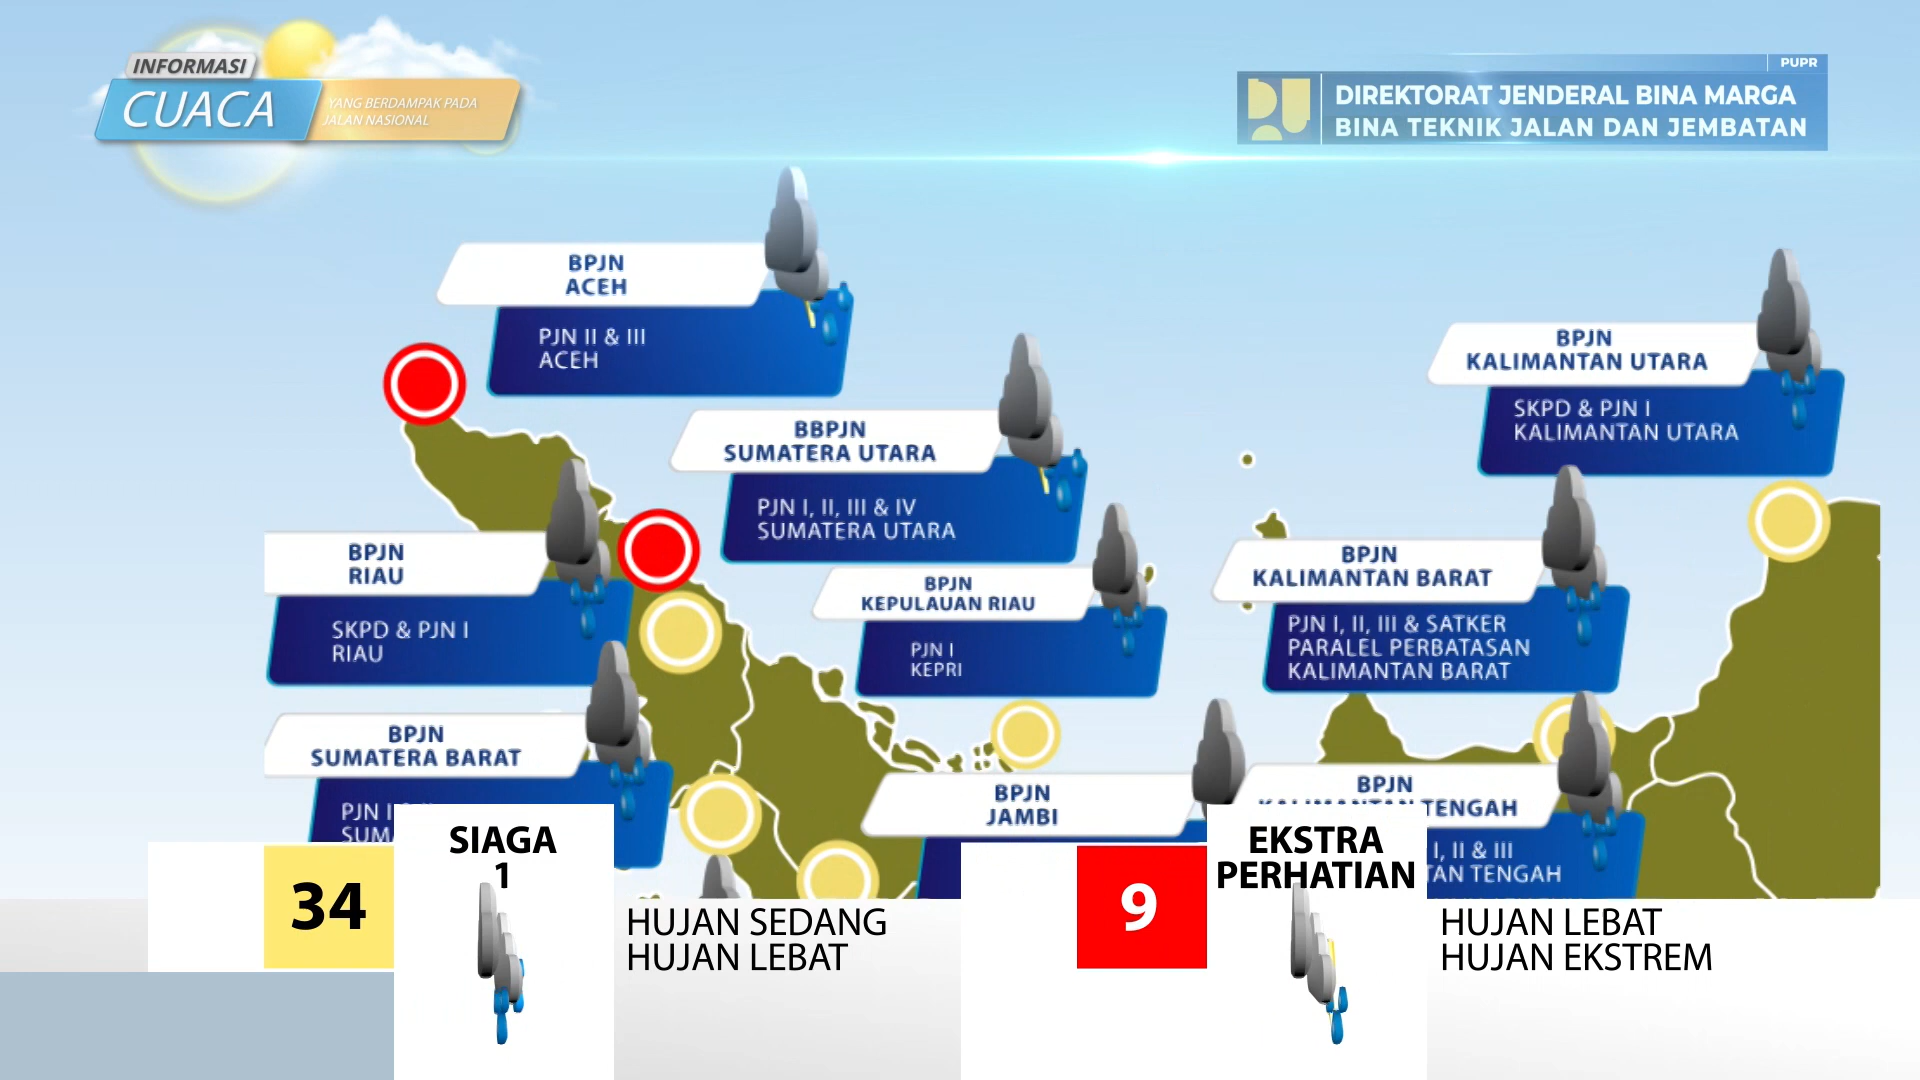 INFORMASI
CUACA
YANG BERDAMPAK PADA
JALAN NASIONAL
PUPR
DIREKTORAT JENDERAL BINA MARGA
BINA TEKNIK JALAN DAN JEMBATAN
BPJN
ACEH
PJN II & III
ACEH
BPJN
KALIMANTAN UTARA
SKPD & PJN I
KALIMANTAN UTARA
BBPJN
SUMATERA UTARA
PJN I, II, III & IV
SUMATERA UTARA
BPJN
RIAU
SKPD & PJN I
RIAU
BPJN
KEPULAUAN RIAU
PJN I
KEPRI
BPJN
KALIMANTAN BARAT
PJN I, II, III & SATKER
PARALEL PERBATASAN
KALIMANTAN BARAT
BPJN
SUMATERA BARAT
PJN I
SUM
BPJN
JAMBI
BPJN
KALIMANTAN TENGAH
I, II & III
TAN TENGAH
34
SIAGA
1
HUJAN SEDANG
HUJAN LEBAT
9
EKSTRA
PERHATIAN
HUJAN LEBAT
HUJAN EKSTREM